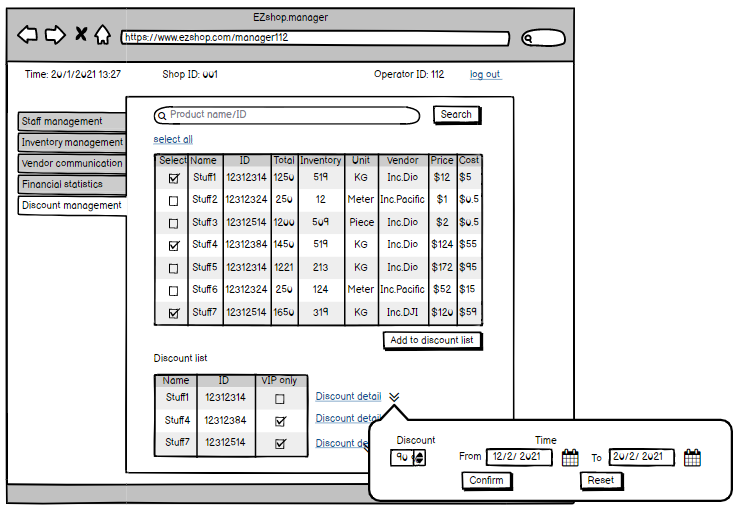 EZshop.manager
https://www.ezshop.com/manager112
Time: 20/1/2021 13:27 Shop ID: 001 Operator ID: 112 log out
Staff management
Inventory management
Vendor communication
Financial statistics
Discount management
Product name/ID Search
select all
Select Name ID Total Inventory Unit Vendor Price Cost
Stuff1 12312314 1250 519 KG Inc.Dio $12 $5
Stuff2 12312324 250 12 Meter Inc.Pacific $1 $0.5
Stuff3 12312514 1200 509 Piece Inc.Dio $2 $0.5
Stuff4 12312384 1450 519 KG Inc.Dio $124 $55
Stuff5 12312314 1221 213 KG Inc.Dio $172 $95
Stuff6 12312324 250 124 Meter Inc.Pacific $52 $15
Stuff7 12312514 1650 319 KG Inc.DJI $120 $59
Add to discount list
Discount list
Name ID VIP only
Stuff1 12312314 Discount detail
Stuff4 12312384 Discount detail
Stuff7 12312514 Discount de
Discount Time
90 From 12/2/ 2021 To 20/2/ 2021
Confirm Reset